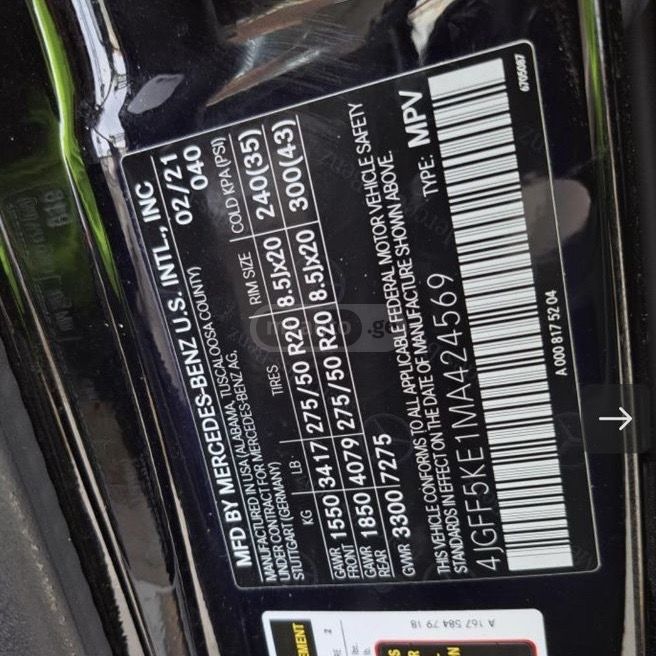 MFD BY MERCEDES-BENZ U.S. INTL., INC
MANUFACTURED IN USA (ALABAMA, TUSCALOOSA COUNTY) 02/21
UNDER CONTRACT FOR MERCEDES-BENZ AG, 040
STUTTGART (GERMANY)
KG LB TIRES RIM SIZE COLD KPA (PSI)
GAWR FRONT 1550 3417 275/50 R20 8.5Jx20 240(35)
GAWR REAR 1850 4079 275/50 R20 8.5Jx20 300(43)
GVWR 3300 7275
THIS VEHICLE CONFORMS TO ALL APPLICABLE FEDERAL MOTOR VEHICLE SAFETY
STANDARDS IN EFFECT ON THE DATE OF MANUFACTURE SHOWN ABOVE.
4JGFF5KE1MA424569 TYPE: MPV
A 000 817 52 04
6705087
A 167 584 79 18